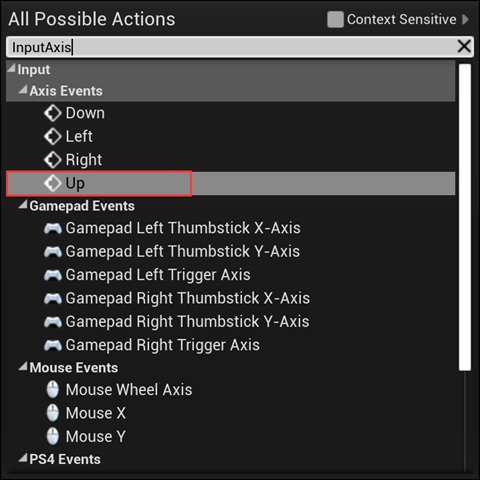 All Possible Actions
Context Sensitive
InputAxis
Input
Axis Events
Down
Left
Right
Up
Gamepad Events
Gamepad Left Thumbstick X-Axis
Gamepad Left Thumbstick Y-Axis
Gamepad Left Trigger Axis
Gamepad Right Thumbstick X-Axis
Gamepad Right Thumbstick Y-Axis
Gamepad Right Trigger Axis
Mouse Events
Mouse Wheel Axis
Mouse X
Mouse Y
PS4 Events